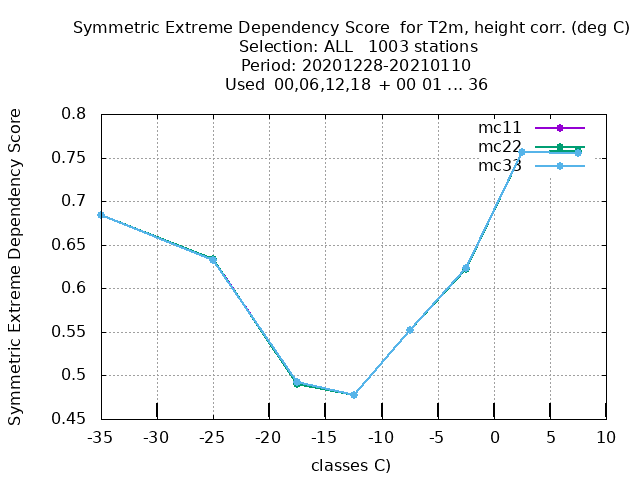 Symmetric Extreme Dependency Score  for T2m, height corr. (deg C)
Selection: ALL   1003 stations
Period: 20201228-20210110
Used  00,06,12,18  + 00 01 ... 36
Symmetric Extreme Dependency Score
0.8
0.75
0.7
0.65
0.6
0.55
0.5
0.45
mc11
mc22
mc33
-35 -30 -25 -20 -15 -10 -5 0 5 10
classes C)